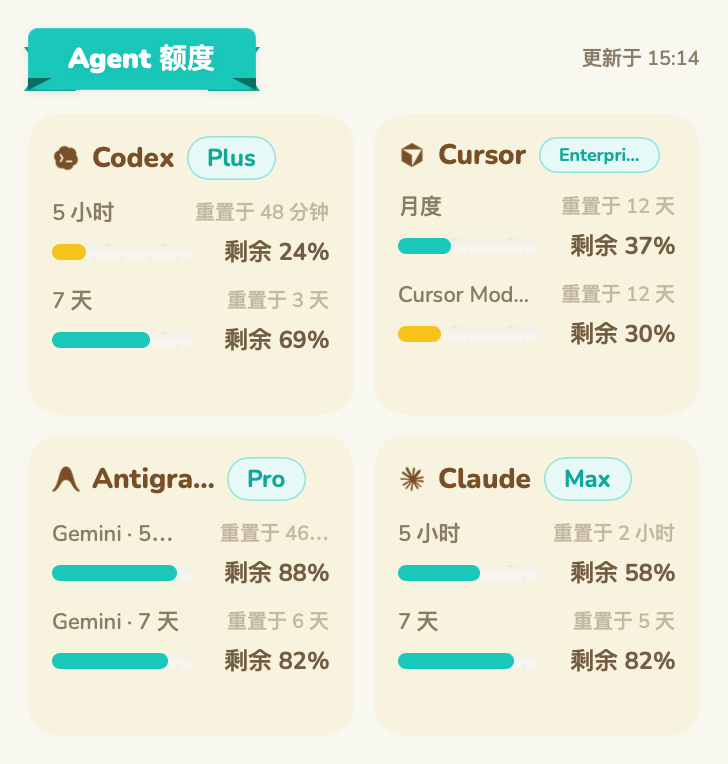 Agent 额度
更新于 15:14
Codex Plus
5 小时 重置于 48 分钟
剩余 24%
7 天 重置于 3 天
剩余 69%
Cursor Enterpri...
月度 重置于 12 天
剩余 37%
Cursor Mod... 重置于 12 天
剩余 30%
Antigra... Pro
Gemini · 5... 重置于 46...
剩余 88%
Gemini · 7 天 重置于 6 天
剩余 82%
Claude Max
5 小时 重置于 2 小时
剩余 58%
7 天 重置于 5 天
剩余 82%